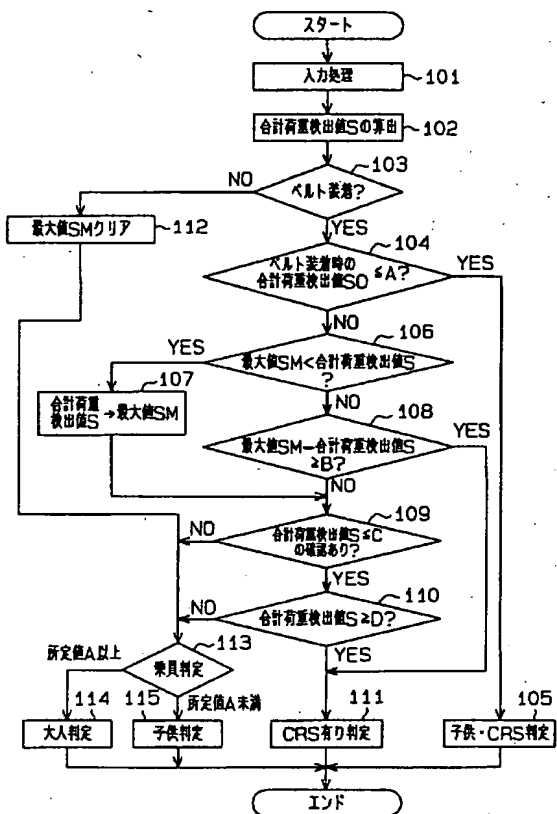 スタート
入力処理
101
合計荷重検出値Sの算出
102
103
ベルト装着?
NO
YES
最大値SMクリア
112
104
ベルト装着時の
合計荷重検出値S0 ≦A?
YES
NO
106
最大値SM<合計荷重検出値S
?
YES
NO
107
合計荷重
検出値S →最大値SM
108
最大値SM-合計荷重検出値S
≧B?
YES
NO
109
合計荷重検出値S≦C
の確認あり?
NO
YES
110
合計荷重検出値S≧D?
NO
YES
113
乗員判定
所定値A以上
所定値A未満
114
大人判定
115
子供判定
111
CRS有り判定
105
子供・CRS判定
エンド